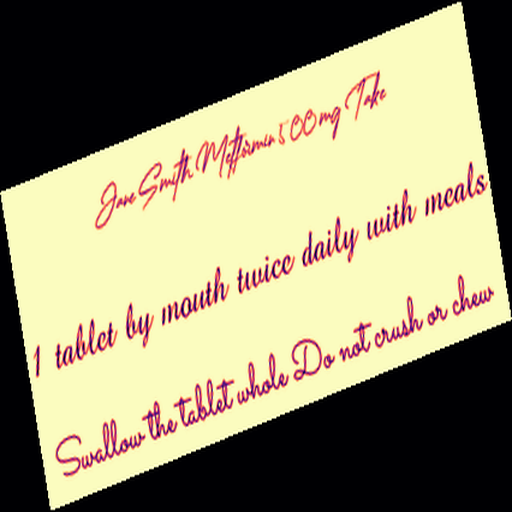 Jane Smith Metformin 500 mg Take
1 tablet by mouth twice daily with meals
Swallow the tablet whole Do not crush or chew